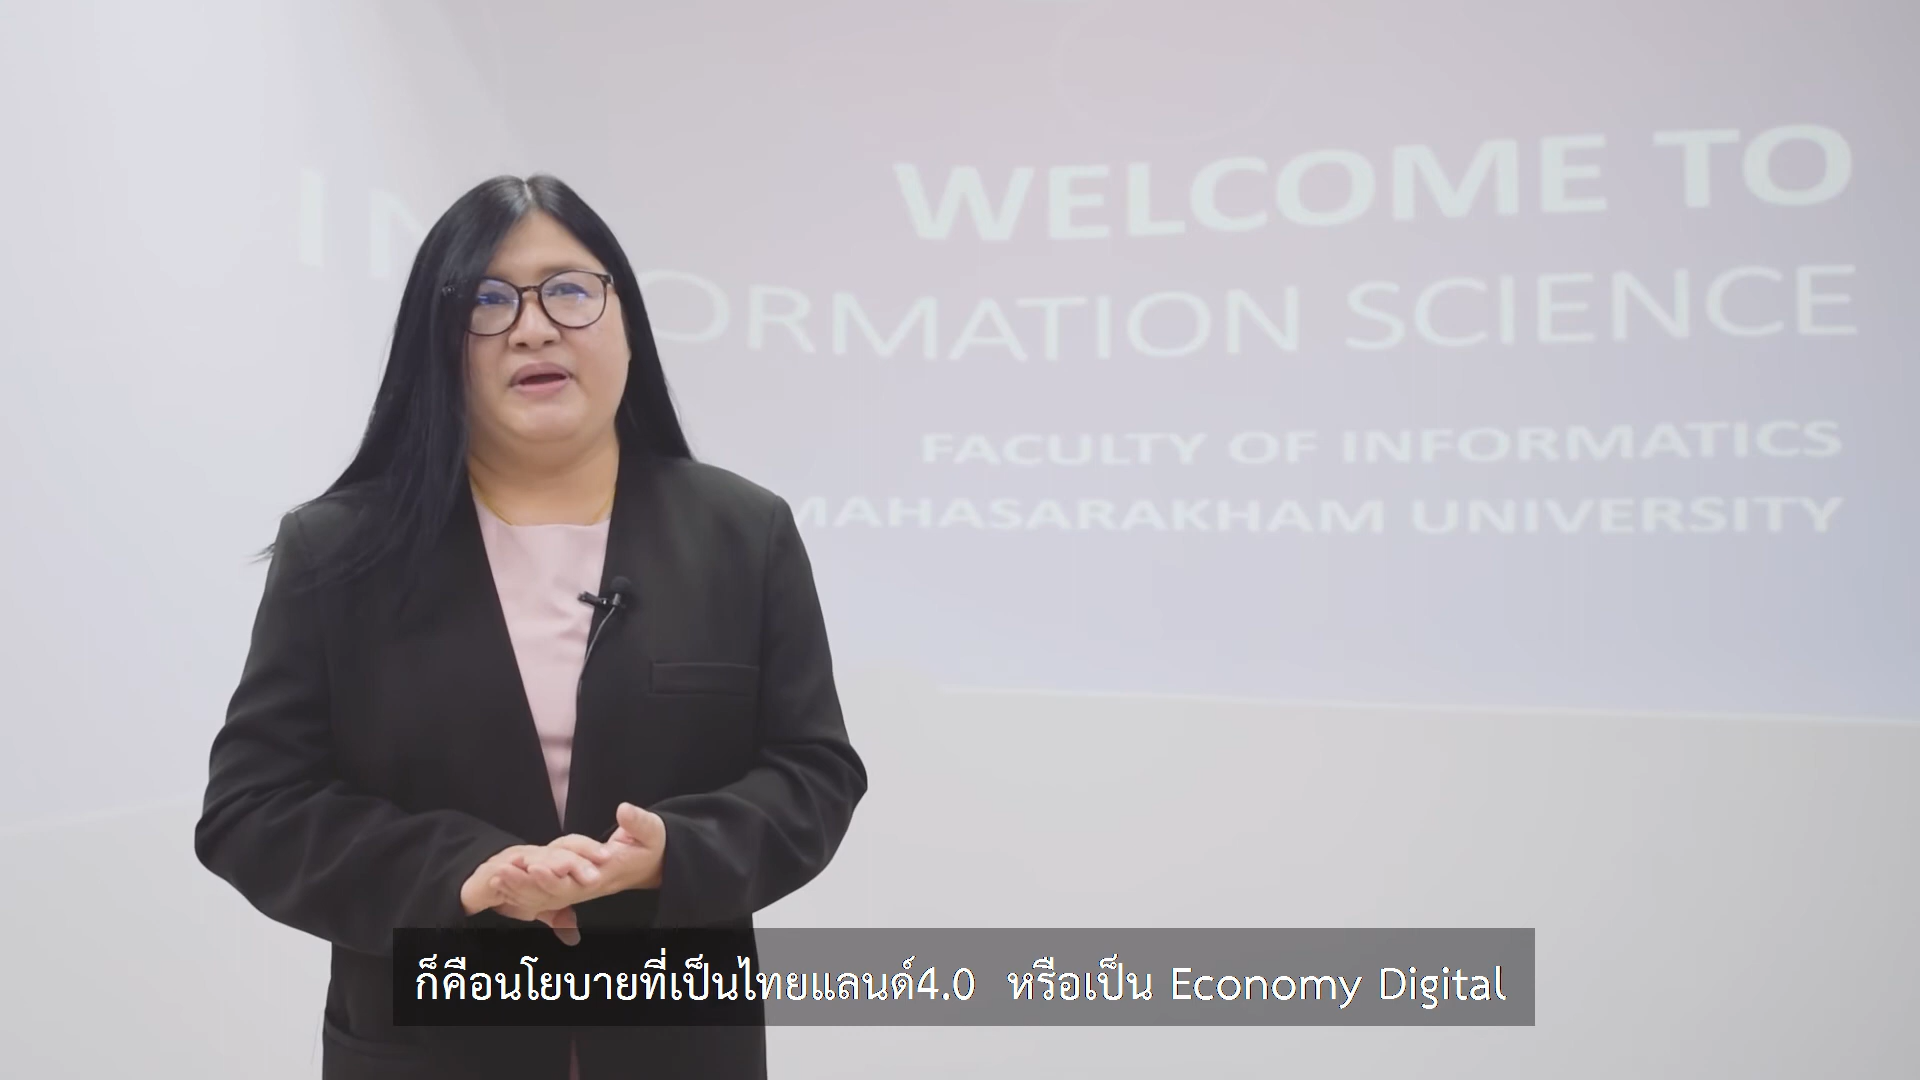 WELCOME TO
INFORMATION SCIENCE
FACULTY OF INFORMATICS
MAHASARAKHAM UNIVERSITY
ก็คือนโยบายที่เป็นไทยแลนด์4.0 หรือเป็น Economy Digital